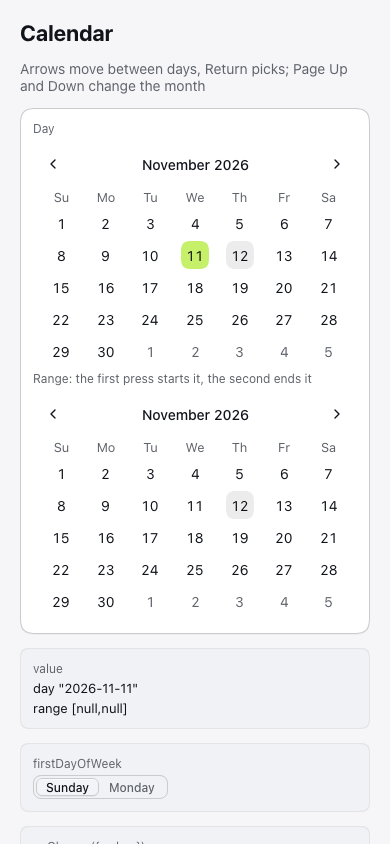 Calendar
Arrows move between days, Return picks; Page Up
and Down change the month
Day
November 2026
Su Mo Tu We Th Fr Sa
1 2 3 4 5 6 7
8 9 10 11 12 13 14
15 16 17 18 19 20 21
22 23 24 25 26 27 28
29 30 1 2 3 4 5
Range: the first press starts it, the second ends it
November 2026
Su Mo Tu We Th Fr Sa
1 2 3 4 5 6 7
8 9 10 11 12 13 14
15 16 17 18 19 20 21
22 23 24 25 26 27 28
29 30 1 2 3 4 5
value
day "2026-11-11"
range [null,null]
firstDayOfWeek
Sunday Monday